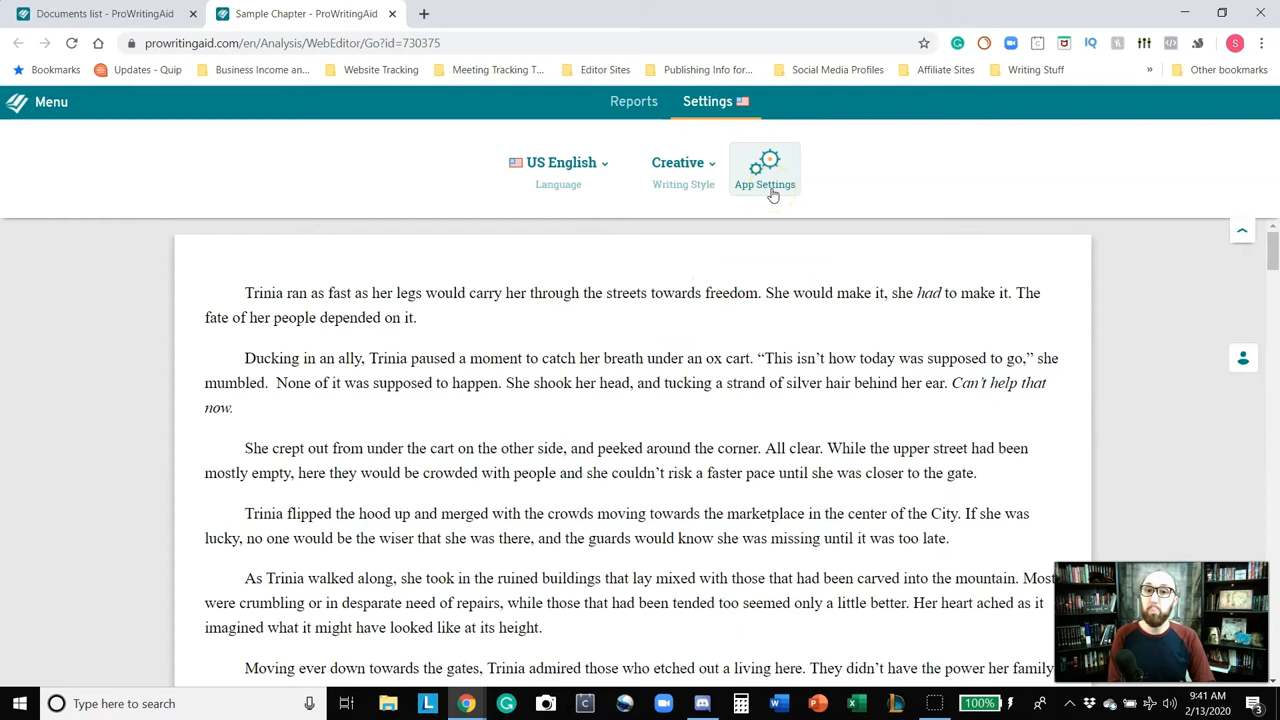 Documents list - ProWritingAid
Sample Chapter - ProWritingAid
prowritingaid.com/en/Analysis/WebEditor/Go?id=730375
Bookmarks
Updates - Quip
Business Income an...
Website Tracking
Meeting Tracking T...
Editor Sites
Publishing Info for...
Social Media Profiles
Affiliate Sites
Writing Stuff
Other bookmarks
Menu
Reports
Settings
US English
Creative
Language
Writing Style
App Settings
Trinia ran as fast as her legs would carry her through the streets towards freedom. She would make it, she had to make it. The
fate of her people depended on it.
Ducking in an ally, Trinia paused a moment to catch her breath under an ox cart. “This isn’t how today was supposed to go,” she
mumbled.  None of it was supposed to happen. She shook her head, and tucking a strand of silver hair behind her ear. Can’t help that
now.
She crept out from under the cart on the other side, and peeked around the corner. All clear. While the upper street had been
mostly empty, here they would be crowded with people and she couldn’t risk a faster pace until she was closer to the gate.
Trinia flipped the hood up and merged with the crowds moving towards the marketplace in the center of the City. If she was
lucky, no one would be the wiser that she was there, and the guards would know she was missing until it was too late.
As Trinia walked along, she took in the ruined buildings that lay mixed with those that had been carved into the mountain. Most
were crumbling or in desparate need of repairs, while those that had been tended too seemed only a little better. Her heart ached as it
imagined what it might have looked like at its height.
Moving ever down towards the gates, Trinia admired those who etched out a living here. They didn’t have the power her family
Type here to search
100%
9:41 AM
2/13/2020